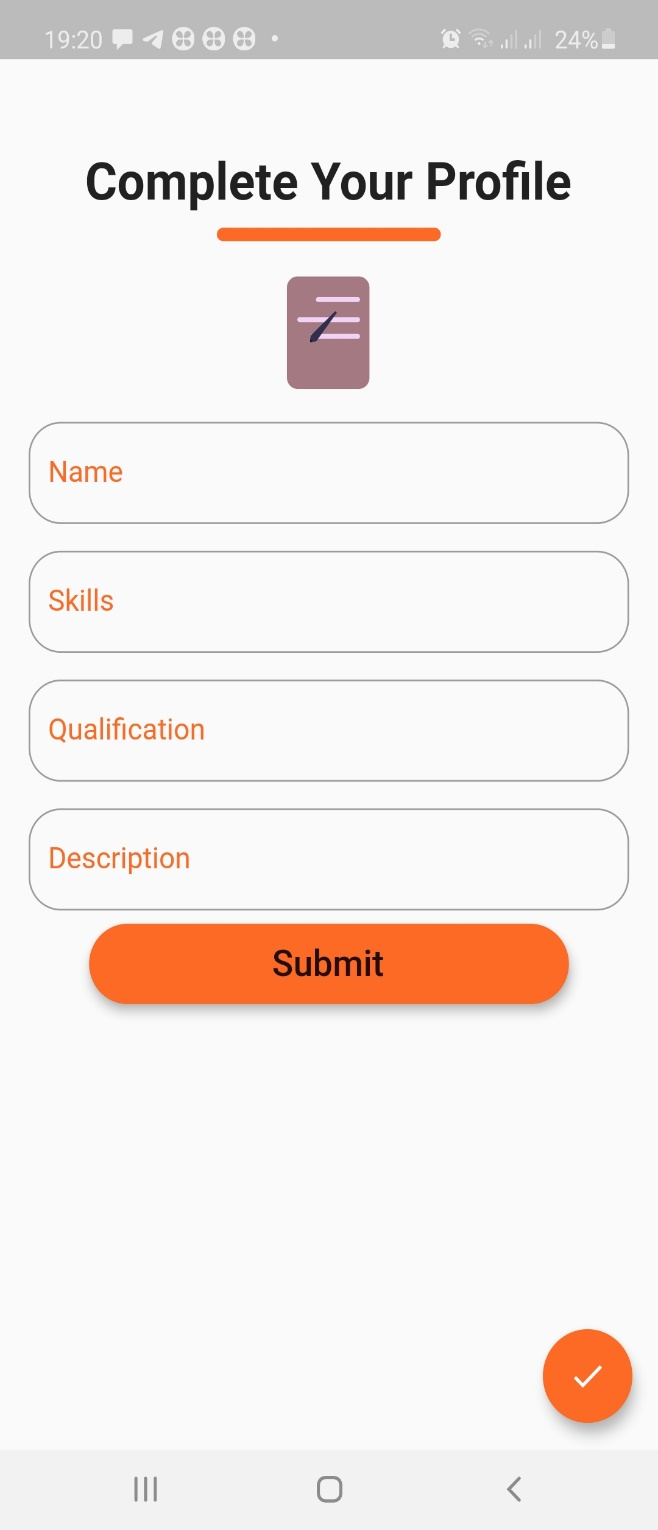 19:20
24%
Complete Your Profile
Name
Skills
Qualification
Description
Submit